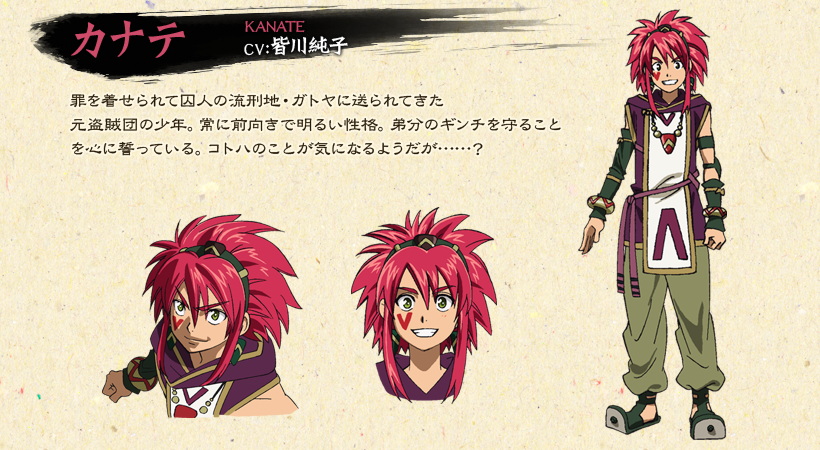 カナテ
KANATE
CV:皆川純子
罪を着せられて囚人の流刑地・ガトヤに送られてきた
元盗賊団の少年。常に前向きで明るい性格。弟分のギンチを守ること
を心に誓っている。コトハのことが気になるようだが……？